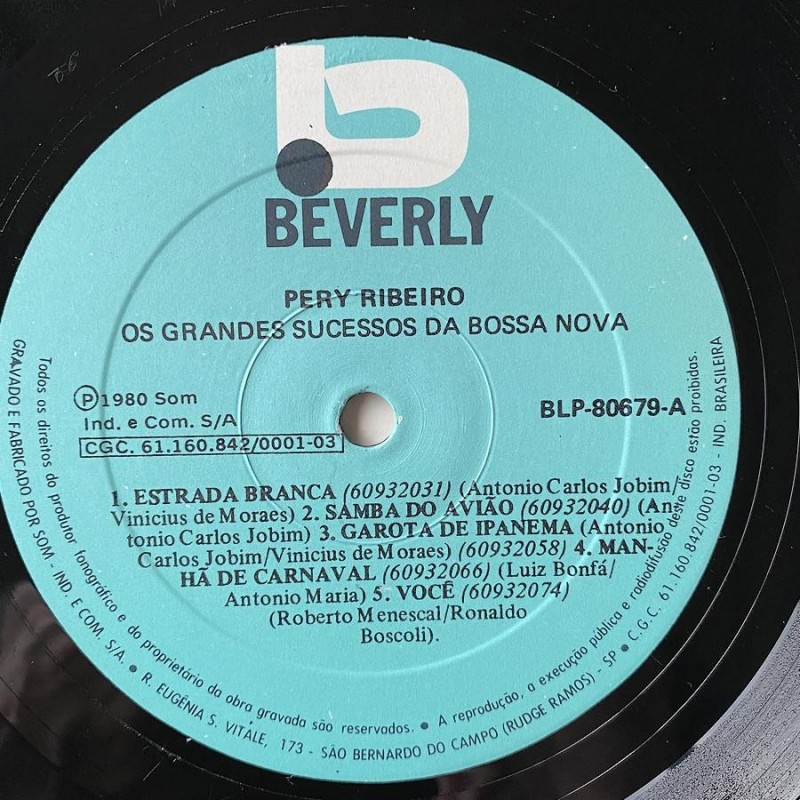 b
BEVERLY
PERY RIBEIRO
OS GRANDES SUCESSOS DA BOSSA NOVA
Ⓟ1980 Som
Ind. e Com. S/A
CGC. 61.160.842/0001-03
BLP-80679-A
1. ESTRADA BRANCA (60932031) (Antonio Carlos Jobim/
Vinicius de Moraes) 2. SAMBA DO AVIÃO (60932040) (An-
tonio Carlos Jobim) 3. GAROTA DE IPANEMA (Antonio
Carlos Jobim/Vinicius de Moraes) (60932058) 4. MAN-
HÃ DE CARNAVAL (60932066) (Luiz Bonfá/
Antonio Maria) 5. VOCÊ (60932074)
(Roberto Menescal/Ronaldo
Boscoli).
Todos os direitos do produtor fonográfico e do proprietário da obra gravada são reservados. • A reprodução, a execução pública e radiodifusão deste disco estão proibidas.
GRAVADO E FABRICADO POR SOM - IND. E COM. S/A. • R. EUGÊNIA S. VITALE, 173 - SÃO BERNARDO DO CAMPO (RUDGE RAMOS) - SP • C.G.C. 61.160.842/0001-03 - IND. BRASILEIRA